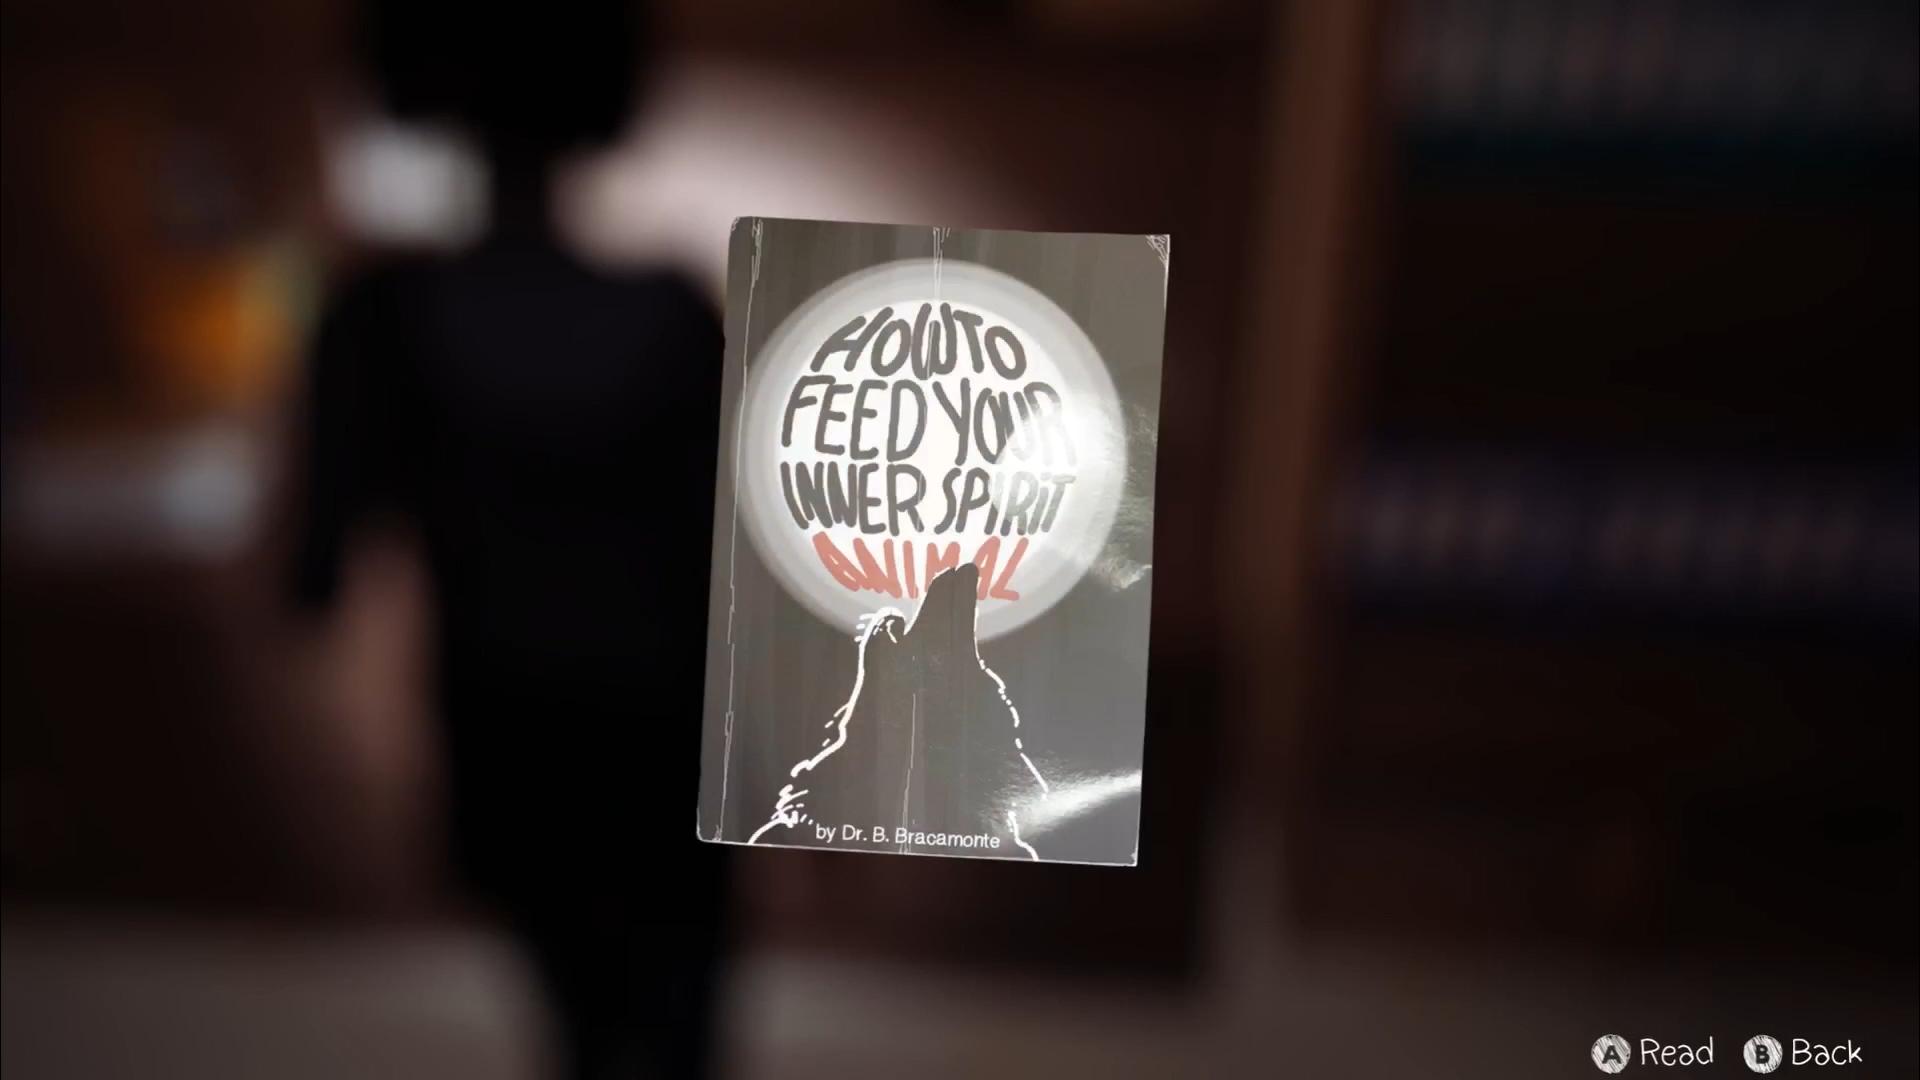 HOW TO
FEED YOUR
INNER SPIRiT
ANIMAL
by Dr. B. Bracamonte
A Read B Back